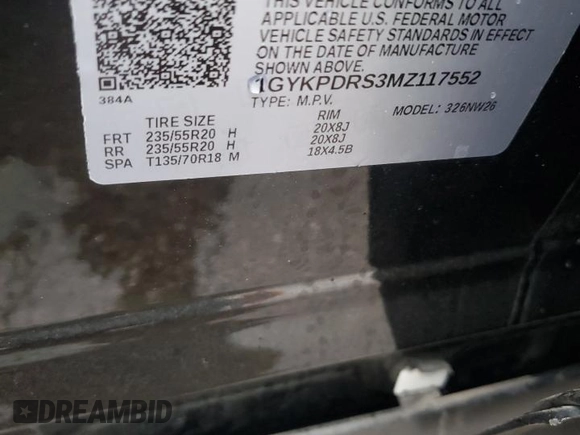 THIS VEHICLE CONFORMS TO ALL
APPLICABLE U.S. FEDERAL MOTOR
VEHICLE SAFETY STANDARDS IN EFFECT
ON THE DATE OF MANUFACTURE
SHOWN ABOVE.
1GYKPDRS3MZ117552
TYPE: M.P.V.
MODEL: 326NW26
384A
TIRE SIZE RIM
FRT 235/55R20 H 20X8J
RR 235/55R20 H 20X8J
SPA T135/70R18 M 18X4.5B
DREAMBID